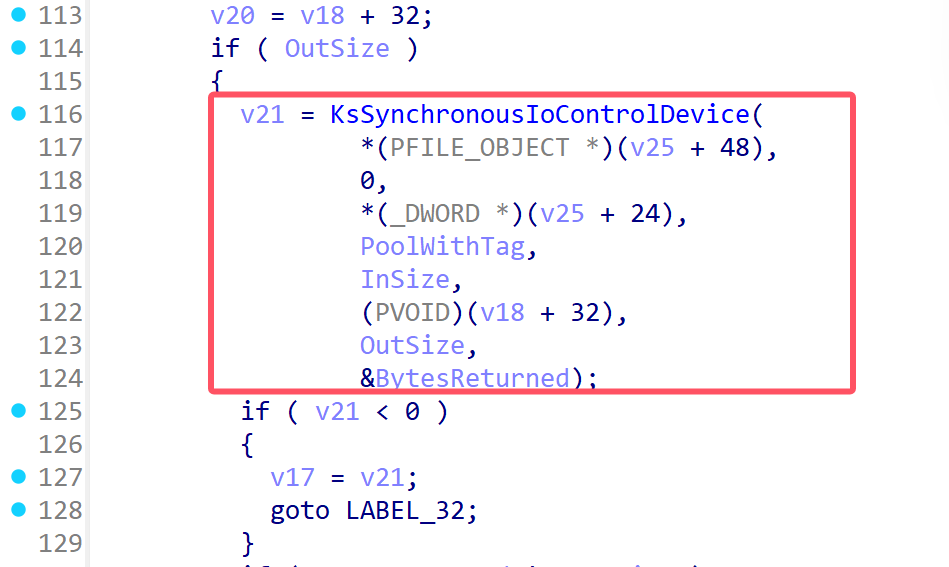 113 v20 = v18 + 32;
114 if ( OutSize )
115 {
116 v21 = KsSynchronousIoControlDevice(
117 *(PFILE_OBJECT *)(v25 + 48),
118 0,
119 *(_DWORD *)(v25 + 24),
120 PoolWithTag,
121 InSize,
122 (PVOID)(v18 + 32),
123 OutSize,
124 &BytesReturned);
125 if ( v21 < 0 )
126 {
127 v17 = v21;
128 goto LABEL_32;
129 }